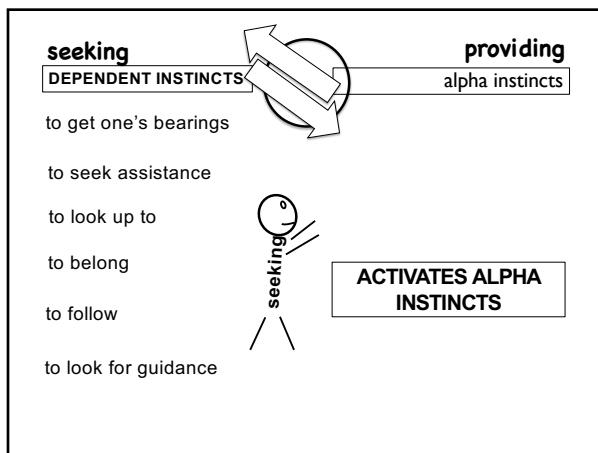 seeking
providing
DEPENDENT INSTINCTS
alpha instincts
to get one's bearings
to seek assistance
to look up to
to belong
to follow
to look for guidance
seeking
ACTIVATES ALPHA
INSTINCTS